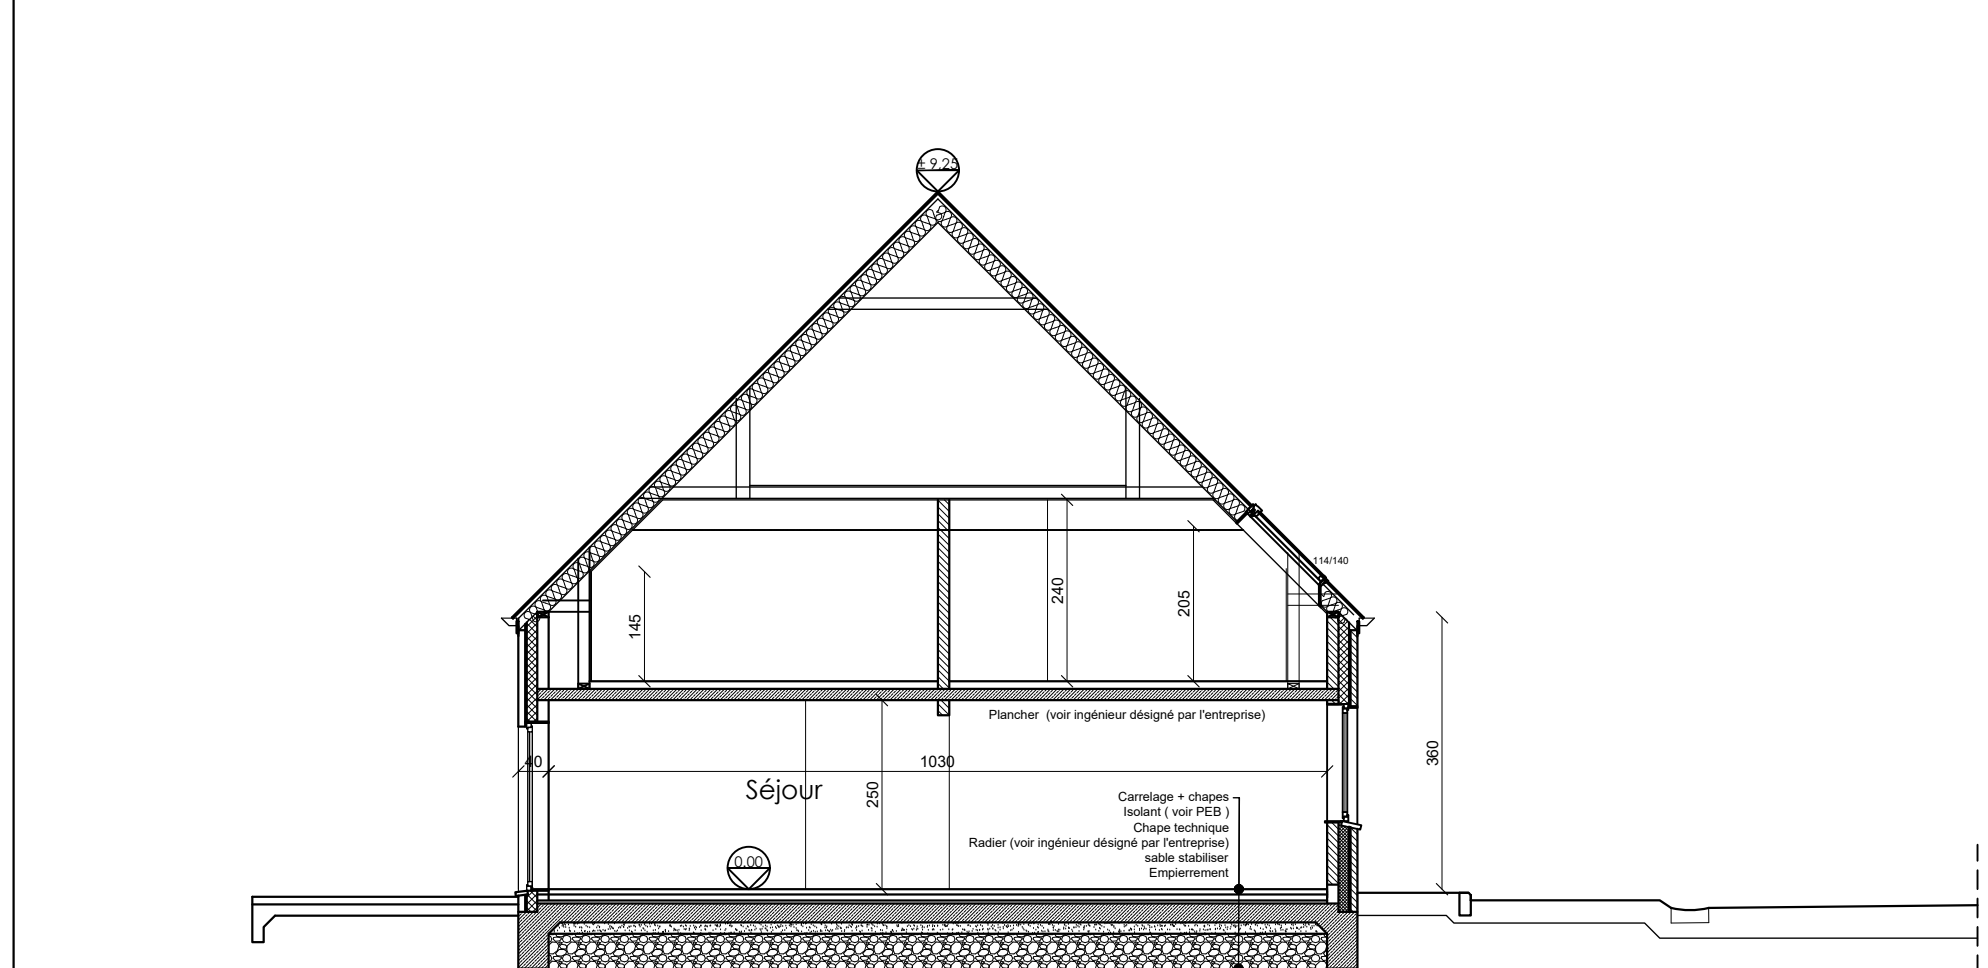 ± 9.25
114/140
145
240
205
Plancher (voir ingénieur désigné par l'entreprise)
360
40
1030
Séjour
250
Carrelage + chapes
Isolant ( voir PEB )
Chape technique
Radier (voir ingénieur désigné par l'entreprise)
sable stabiliser
Empierrement
0.00